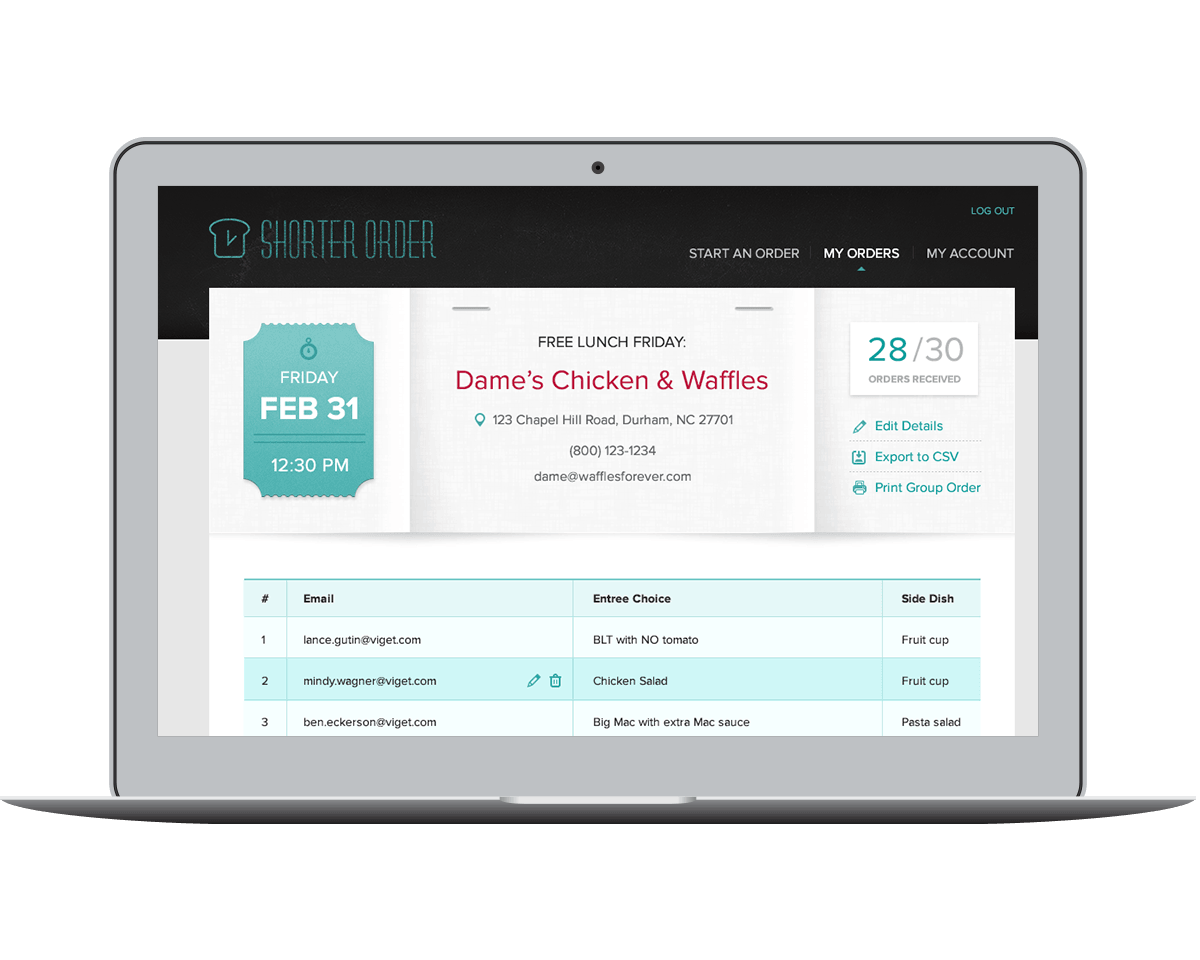 SHORTER ORDER
LOG OUT
START AN ORDER
MY ORDERS
MY ACCOUNT
FRIDAY
FEB 31
12:30 PM
FREE LUNCH FRIDAY:
Dame's Chicken & Waffles
123 Chapel Hill Road, Durham, NC 27701
(800) 123-1234
dame@wafflesforever.com
28/30
ORDERS RECEIVED
Edit Details
Export to CSV
Print Group Order
# Email Entree Choice Side Dish
1 lance.gutin@viget.com BLT with NO tomato Fruit cup
2 mindy.wagner@viget.com Chicken Salad Fruit cup
3 ben.eckerson@viget.com Big Mac with extra Mac sauce Pasta salad